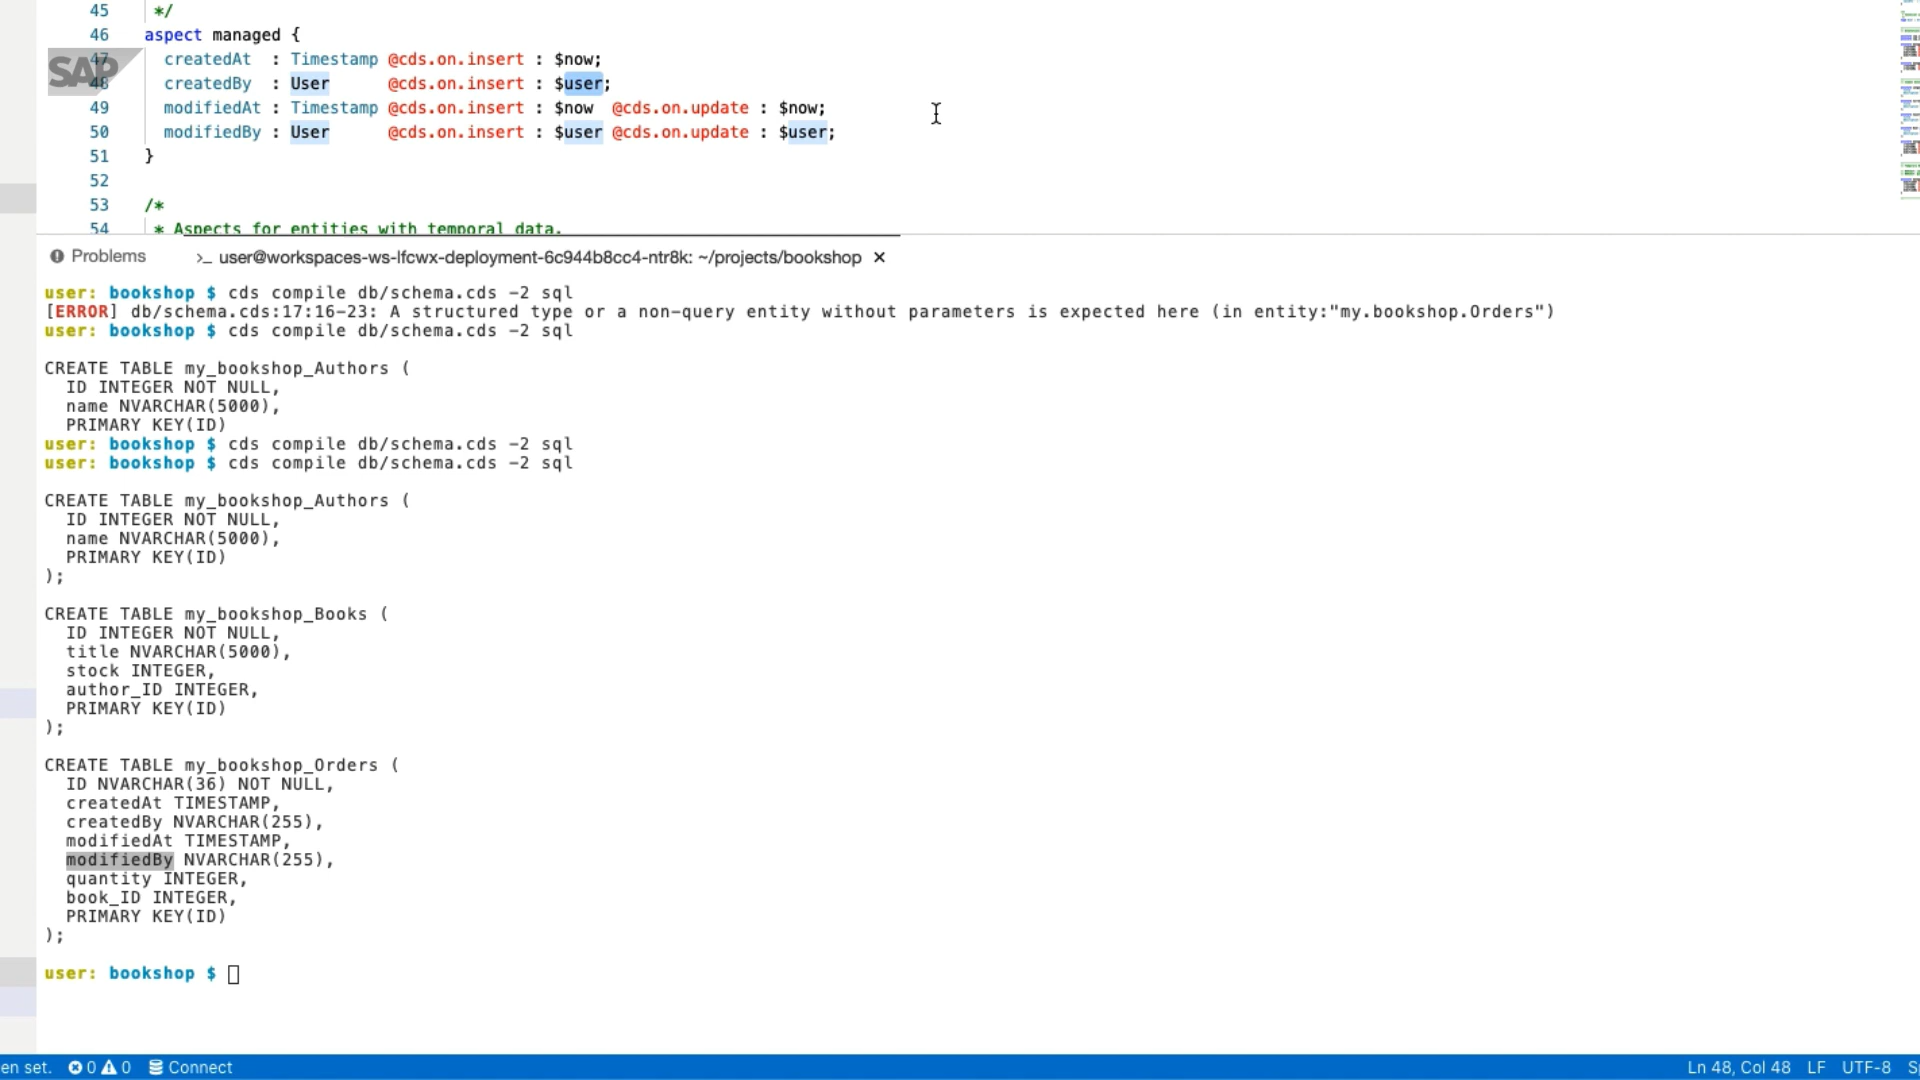 45 */
46 aspect managed {
47 createdAt : Timestamp @cds.on.insert : $now;
SAP
48 createdBy : User @cds.on.insert : $user;
49 modifiedAt : Timestamp @cds.on.insert : $now @cds.on.update : $now;
50 modifiedBy : User @cds.on.insert : $user @cds.on.update : $user;
51 }
52
53 /*
54 * Aspects for entities with temporal data.
Problems >_ user@workspaces-ws-lfcwx-deployment-6c944b8cc4-ntr8k: ~/projects/bookshop ✕
user: bookshop $ cds compile db/schema.cds -2 sql
[ERROR] db/schema.cds:17:16-23: A structured type or a non-query entity without parameters is expected here (in entity:"my.bookshop.Orders")
user: bookshop $ cds compile db/schema.cds -2 sql
CREATE TABLE my_bookshop_Authors (
ID INTEGER NOT NULL,
name NVARCHAR(5000),
PRIMARY KEY(ID)
user: bookshop $ cds compile db/schema.cds -2 sql
user: bookshop $ cds compile db/schema.cds -2 sql
CREATE TABLE my_bookshop_Authors (
ID INTEGER NOT NULL,
name NVARCHAR(5000),
PRIMARY KEY(ID)
);
CREATE TABLE my_bookshop_Books (
ID INTEGER NOT NULL,
title NVARCHAR(5000),
stock INTEGER,
author_ID INTEGER,
PRIMARY KEY(ID)
);
CREATE TABLE my_bookshop_Orders (
ID NVARCHAR(36) NOT NULL,
createdAt TIMESTAMP,
createdBy NVARCHAR(255),
modifiedAt TIMESTAMP,
modifiedBy NVARCHAR(255),
quantity INTEGER,
book_ID INTEGER,
PRIMARY KEY(ID)
);
user: bookshop $
en set. 0 0 Connect Ln 48, Col 48 LF UTF-8 S